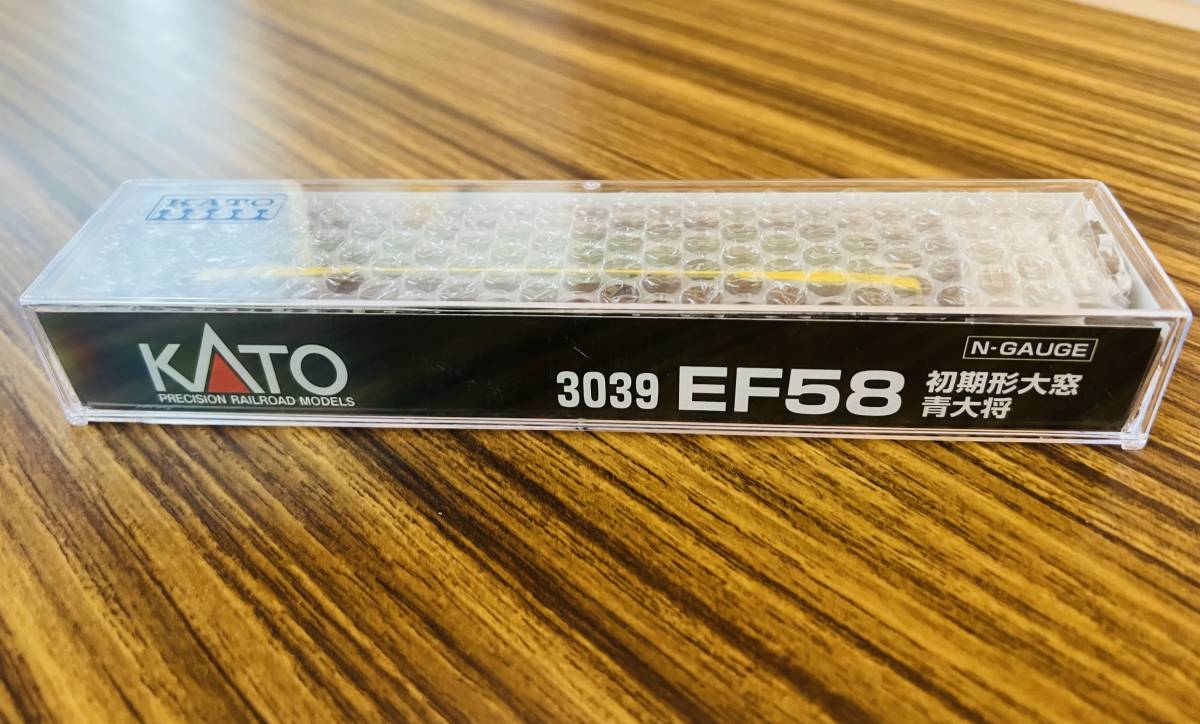 KATO
KATO
PRECISION RAILROAD MODELS
3039 EF58
N-GAUGE
初期形大窓
青大将